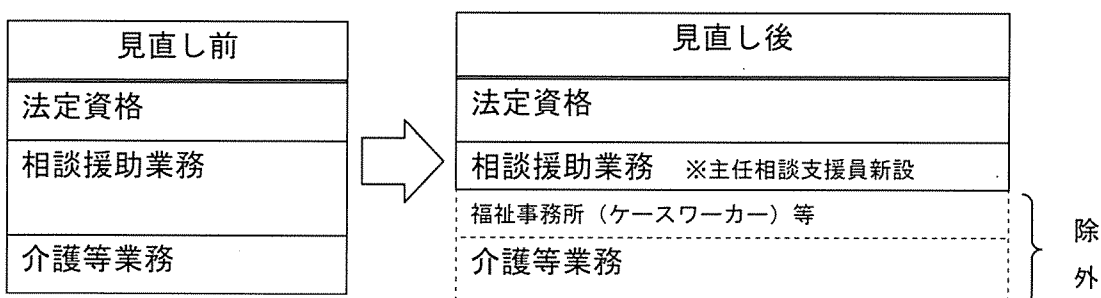 見直し前
法定資格
相談援助業務
介護等業務
見直し後
法定資格
相談援助業務 ※主任相談支援員新設
福祉事務所（ケースワーカー）等
介護等業務
除
外